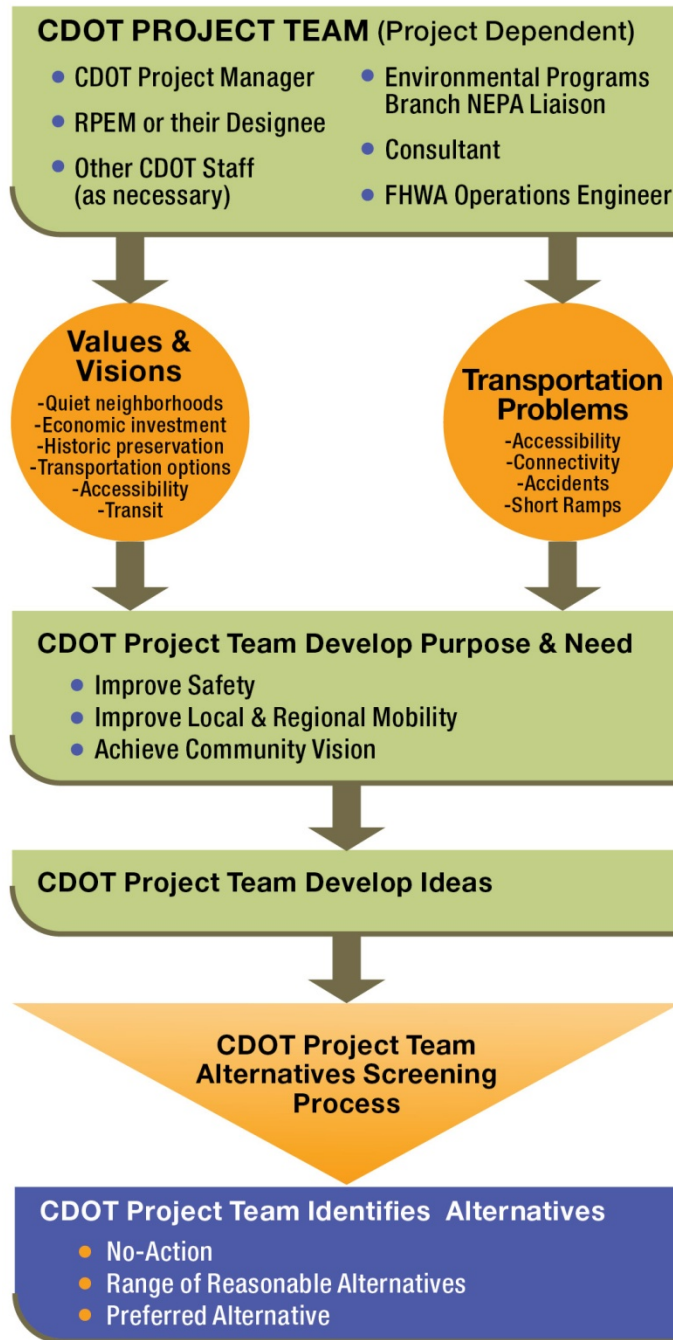 CDOT PROJECT TEAM (Project Dependent)
• CDOT Project Manager
• RPEM or their Designee
• Other CDOT Staff
(as necessary)
• Environmental Programs
Branch NEPA Liaison
• Consultant
• FHWA Operations Engineer
Values &
Visions
-Quiet neighborhoods
-Economic investment
-Historic preservation
-Transportation options
-Accessibility
-Transit
Transportation
Problems
-Accessibility
-Connectivity
-Accidents
-Short Ramps
CDOT Project Team Develop Purpose & Need
• Improve Safety
• Improve Local & Regional Mobility
• Achieve Community Vision
CDOT Project Team Develop Ideas
CDOT Project Team
Alternatives Screening
Process
CDOT Project Team Identifies Alternatives
• No-Action
• Range of Reasonable Alternatives
• Preferred Alternative